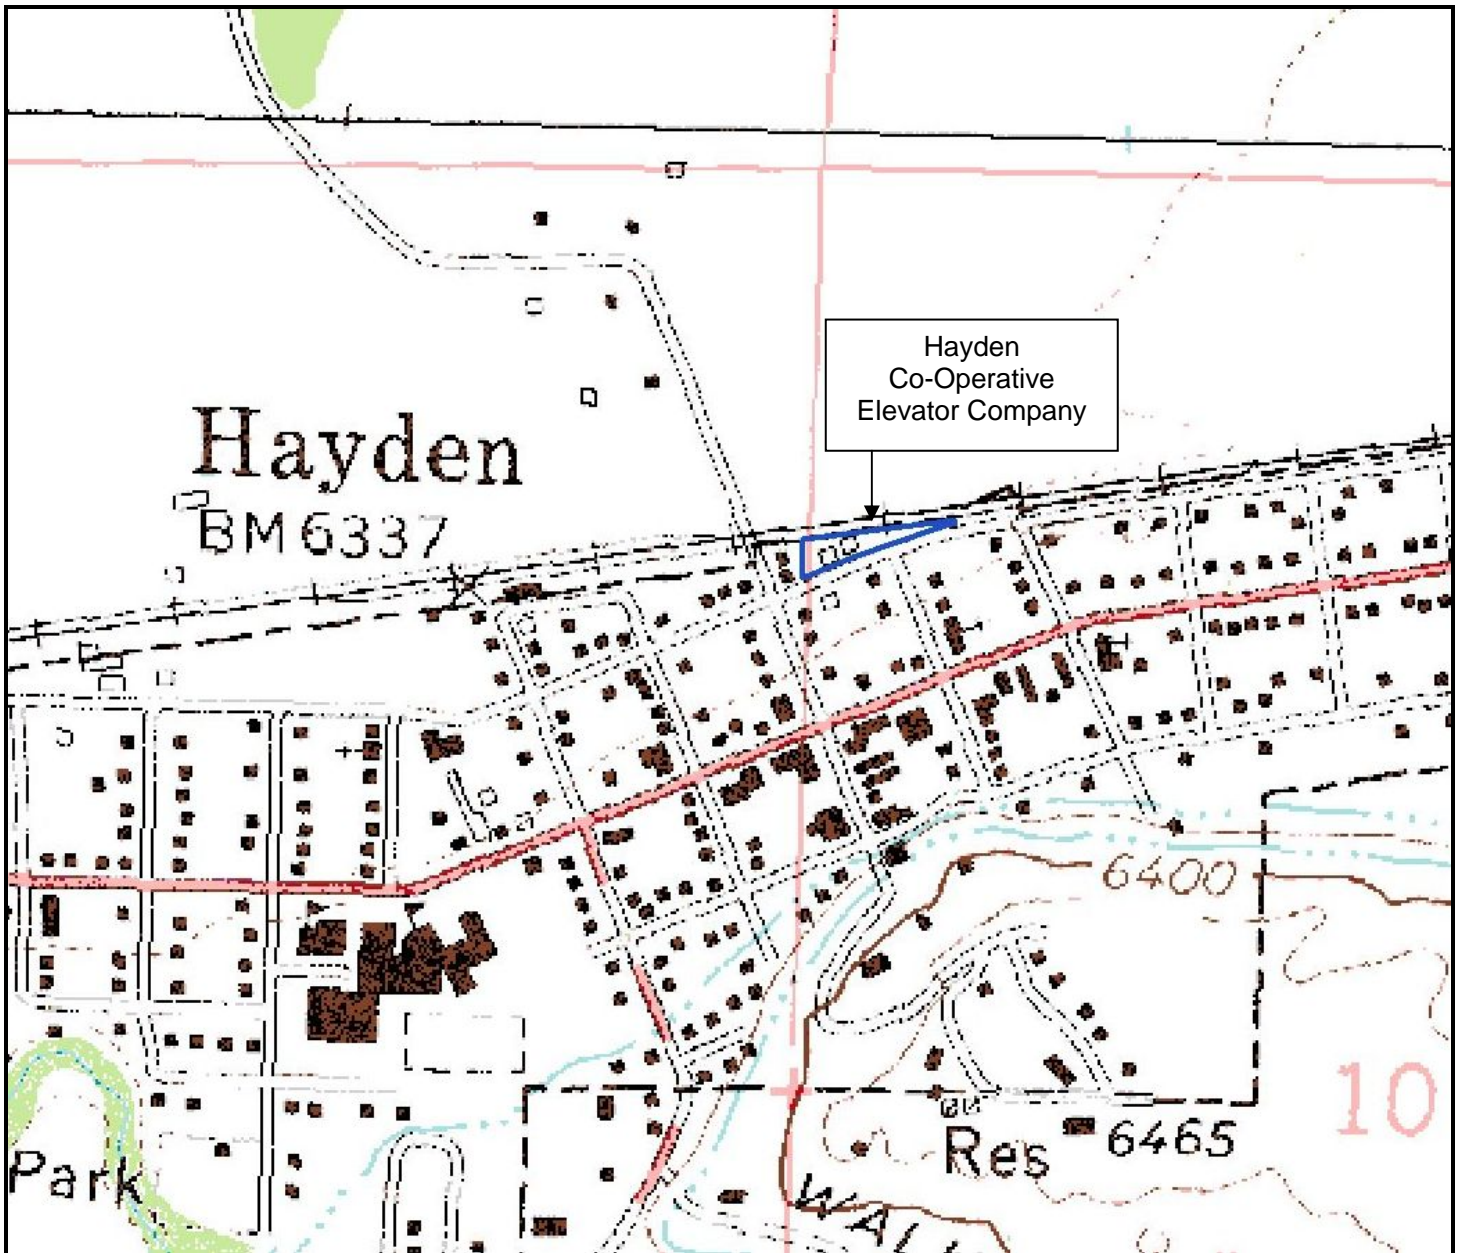 Hayden
Co-Operative
Elevator Company
Hayden
BM 6337
6400
10
Res
6465
Park